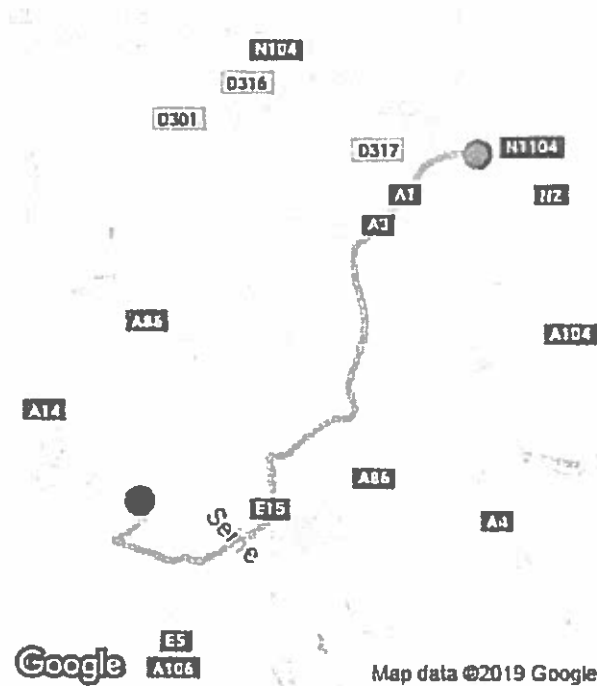 N104
D316
D301
D317
N1104
A1
N2
A3
A86
A104
A14
A86
E15
A4
Seine
E5
A106
Google
Map data ©2019 Google